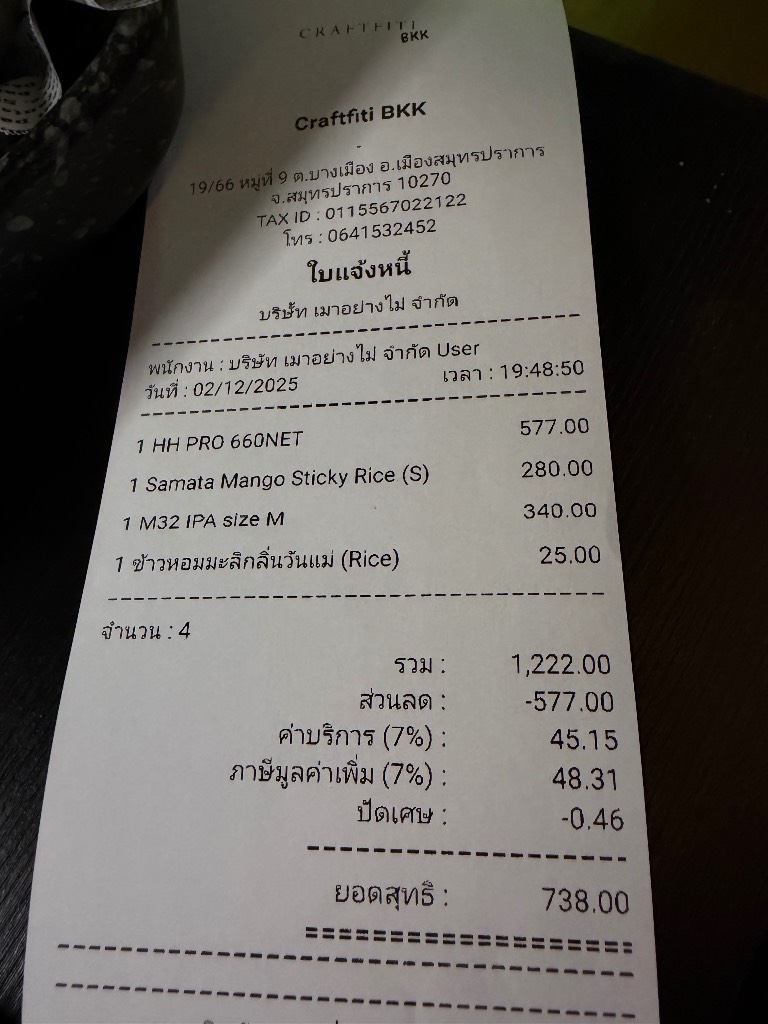 CRAFTFITI
BKK
Craftfiti BKK
-
19/66 หมู่ที่ 9 ต.บางเมือง อ.เมืองสมุทรปราการ
จ.สมุทรปราการ 10270
TAX ID : 0115567022122
โทร : 0641532452
ใบแจ้งหนี้
บริษัท เมาอย่างไม่ จำกัด
พนักงาน : บริษัท เมาอย่างไม่ จำกัด User
วันที่ : 02/12/2025 เวลา : 19:48:50
1 HH PRO 660NET 577.00
1 Samata Mango Sticky Rice (S) 280.00
1 M32 IPA size M 340.00
1 ข้าวหอมมะลิกลิ่นวันแม่ (Rice) 25.00
จำนวน : 4
รวม : 1,222.00
ส่วนลด : -577.00
ค่าบริการ (7%) : 45.15
ภาษีมูลค่าเพิ่ม (7%) : 48.31
ปัดเศษ : -0.46
ยอดสุทธิ : 738.00